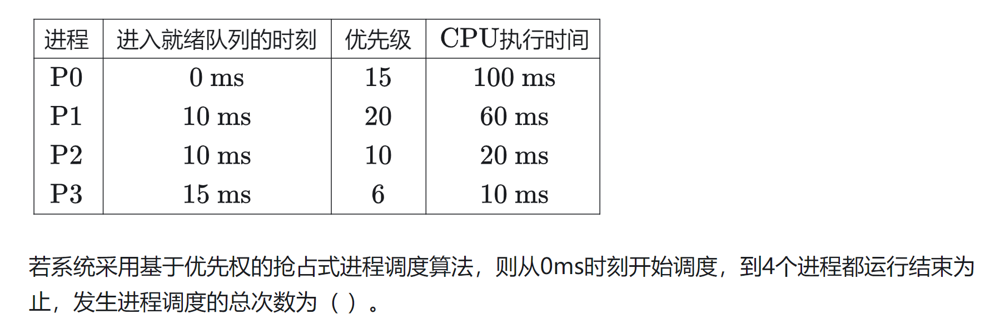 进程 进入就绪队列的时刻 优先级 CPU执行时间
P0 0 ms 15 100 ms
P1 10 ms 20 60 ms
P2 10 ms 10 20 ms
P3 15 ms 6 10 ms
若系统采用基于优先权的抢占式进程调度算法，则从0ms时刻开始调度，到4个进程都运行结束为
止，发生进程调度的总次数为（ ）。